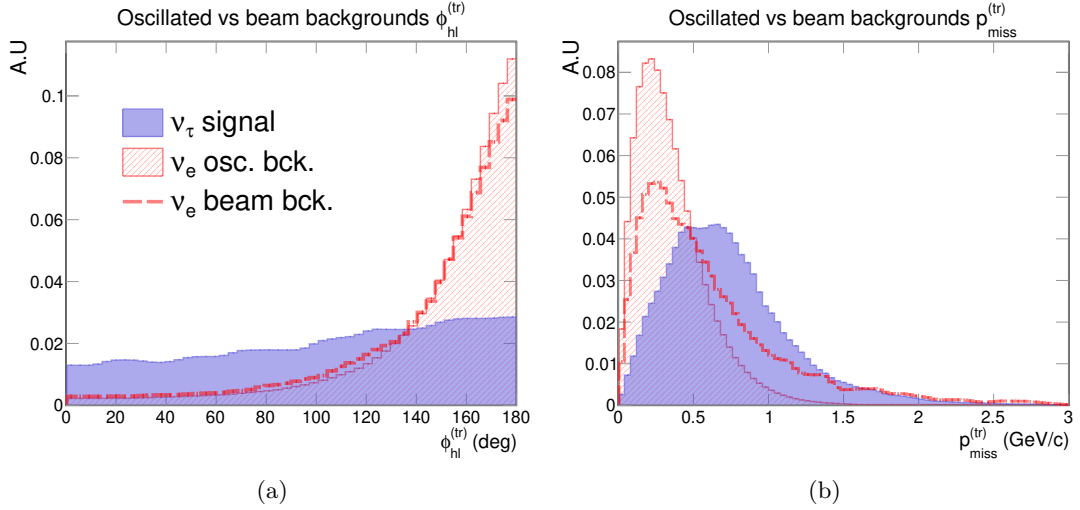 Oscillated vs beam backgrounds ϕ_hl^(tr)
A.U
0.1
0.08
0.06
0.04
0.02
0
ν_τ signal
ν_e osc. bck.
ν_e beam bck.
0 20 40 60 80 100 120 140 160 180
ϕ_hl^(tr) (deg)
(a)
Oscillated vs beam backgrounds p_miss^(tr)
A.U
0.08
0.07
0.06
0.05
0.04
0.03
0.02
0.01
0
0 0.5 1 1.5 2 2.5 3
p_miss^(tr) (GeV/c)
(b)